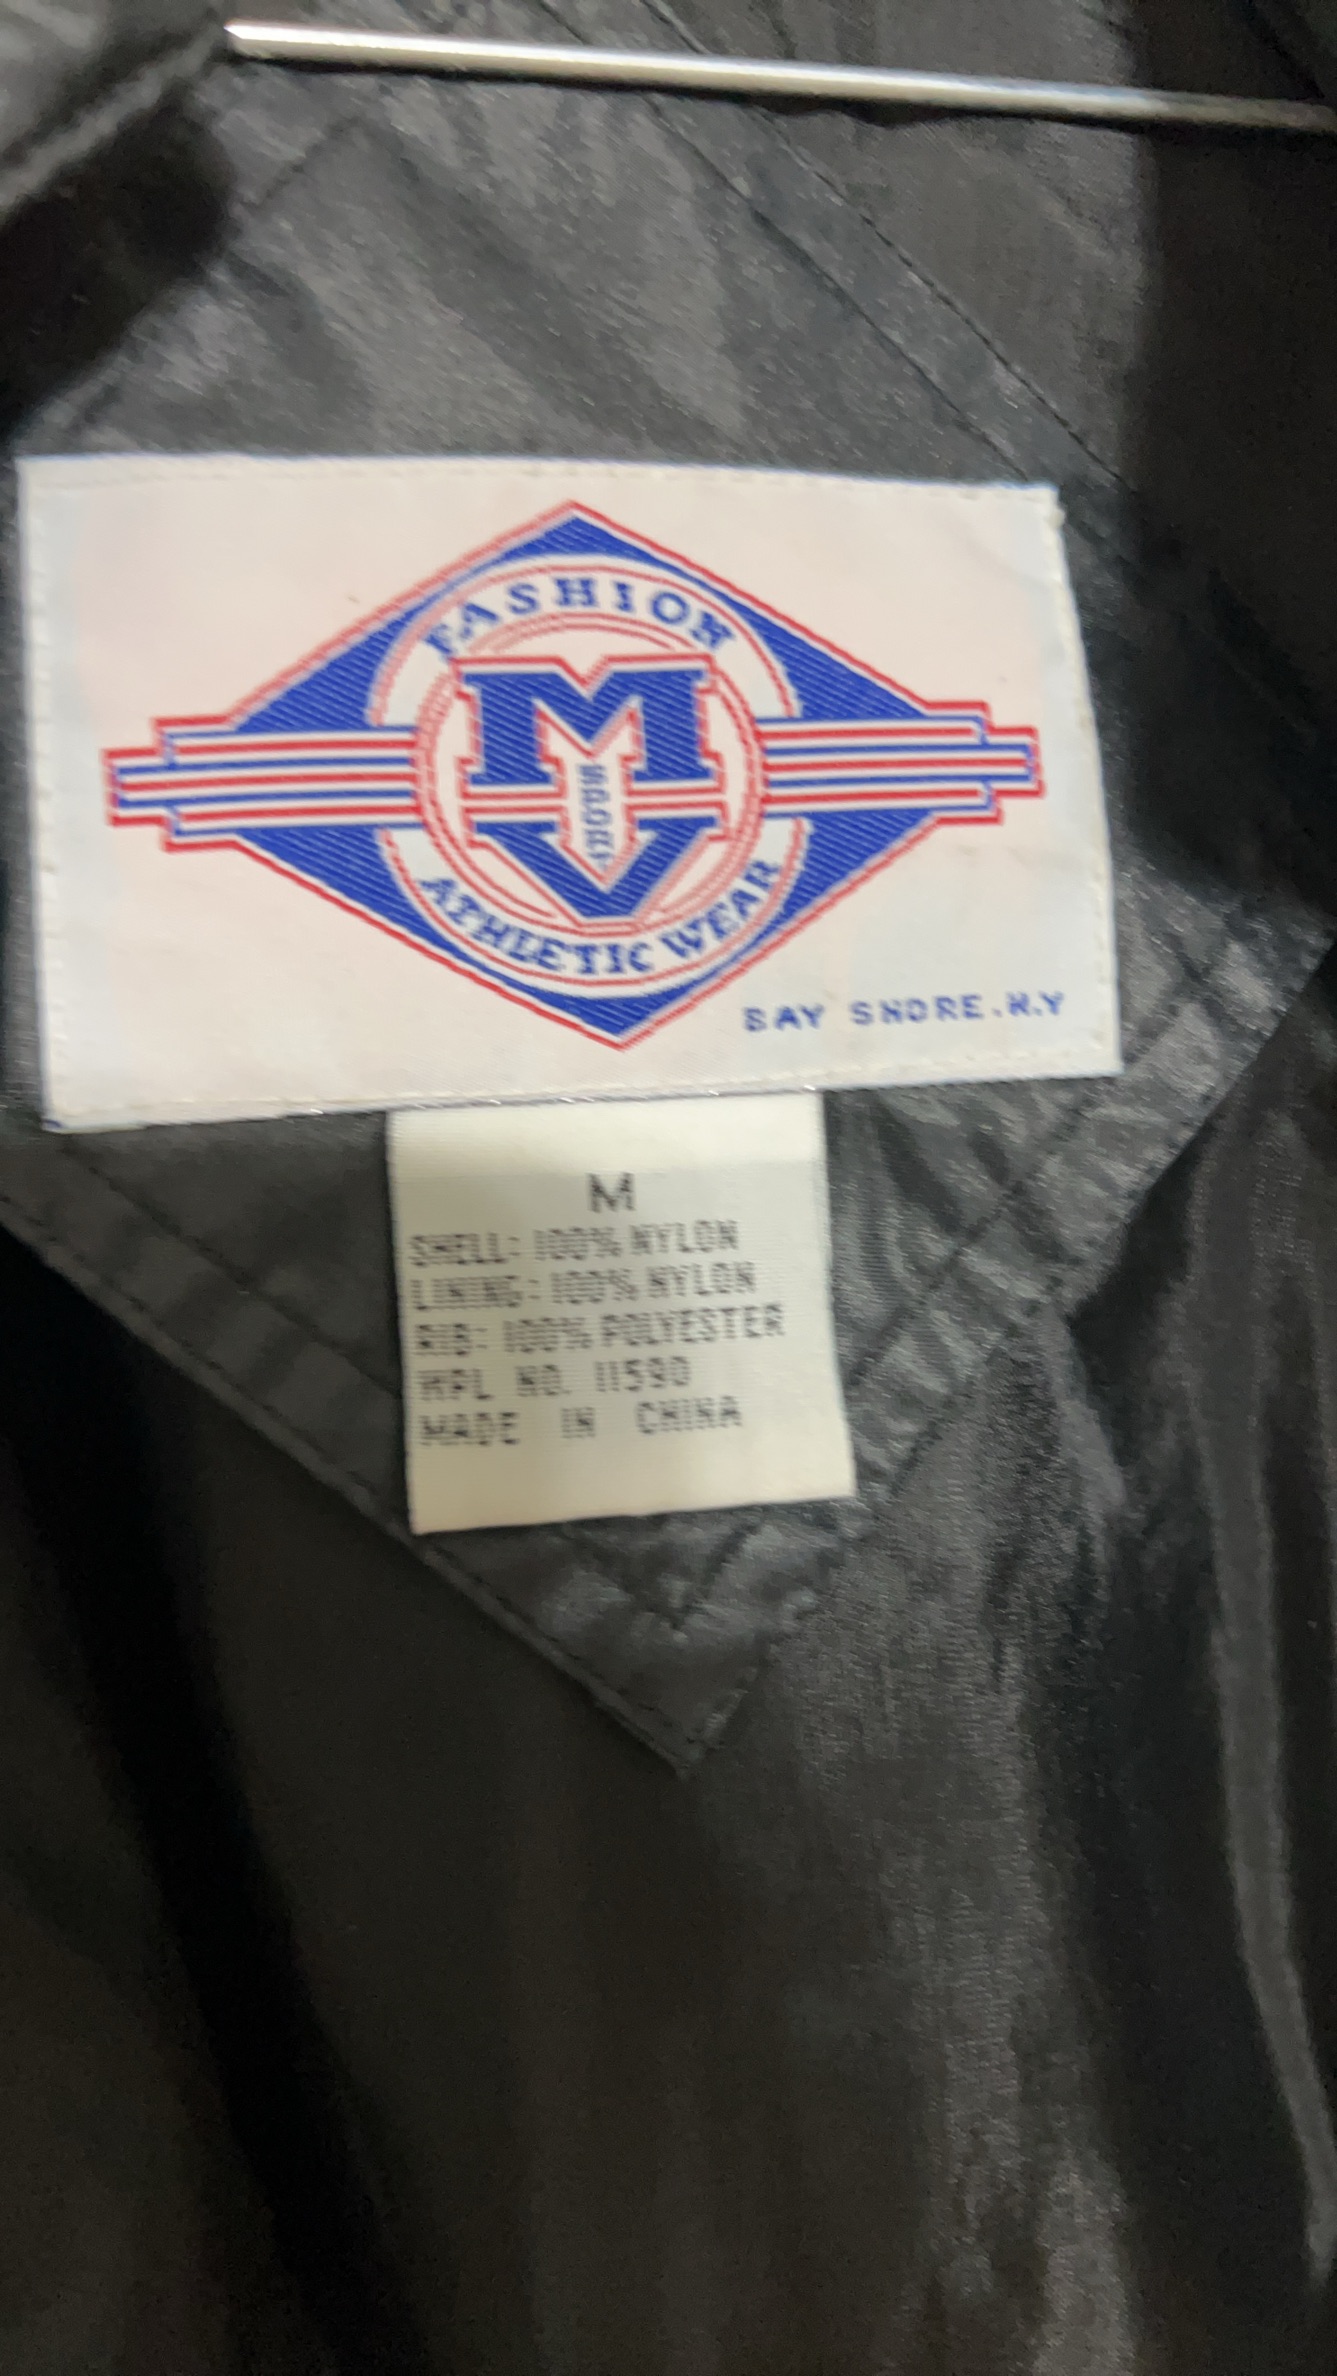 FASHION
MV
SPORT
ATHLETIC WEAR
BAY SHORE.N.Y
M
SHELL: 100% NYLON
LINING: 100% NYLON
RIB: 100% POLYESTER
WPL NO. 11590
MADE IN CHINA